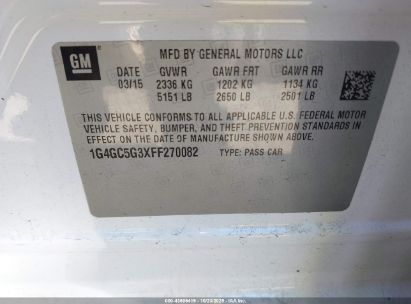 GM
MFD BY GENERAL MOTORS LLC
DATE GVWR GAWR FRT GAWR RR
03/15 2336 KG 1202 KG 1134 KG
5151 LB 2650 LB 2501 LB
THIS VEHICLE CONFORMS TO ALL APPLICABLE U.S. FEDERAL MOTOR
VEHICLE SAFETY, BUMPER, AND THEFT PREVENTION STANDARDS IN
EFFECT ON THE DATE OF MANUFACTURE SHOWN ABOVE.
1G4GC5G3XFF270082 TYPE: PASS CAR